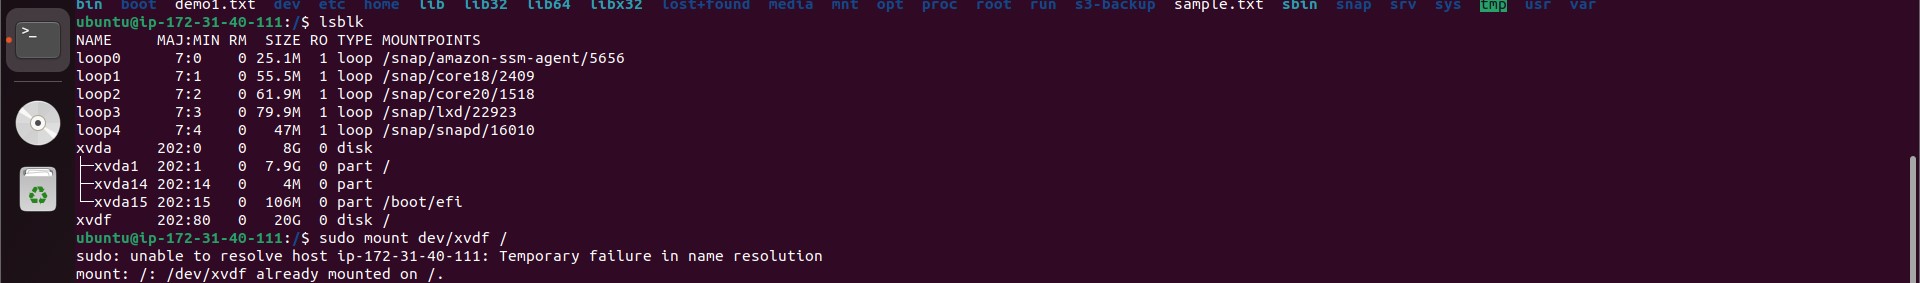 bin boot demo1.txt dev etc home lib lib32 lib64 libx32 lost+found media mnt opt proc root run s3-backup sample.txt sbin snap srv sys tmp usr var
ubuntu@ip-172-31-40-111:/$ lsblk
NAME MAJ:MIN RM SIZE RO TYPE MOUNTPOINTS
loop0 7:0 0 25.1M 1 loop /snap/amazon-ssm-agent/5656
loop1 7:1 0 55.5M 1 loop /snap/core18/2409
loop2 7:2 0 61.9M 1 loop /snap/core20/1518
loop3 7:3 0 79.9M 1 loop /snap/lxd/22923
loop4 7:4 0 47M 1 loop /snap/snapd/16010
xvda 202:0 0 8G 0 disk
├─xvda1 202:1 0 7.9G 0 part /
├─xvda14 202:14 0 4M 0 part
└─xvda15 202:15 0 106M 0 part /boot/efi
xvdf 202:80 0 20G 0 disk /
ubuntu@ip-172-31-40-111:/$ sudo mount dev/xvdf /
sudo: unable to resolve host ip-172-31-40-111: Temporary failure in name resolution
mount: /: /dev/xvdf already mounted on /.